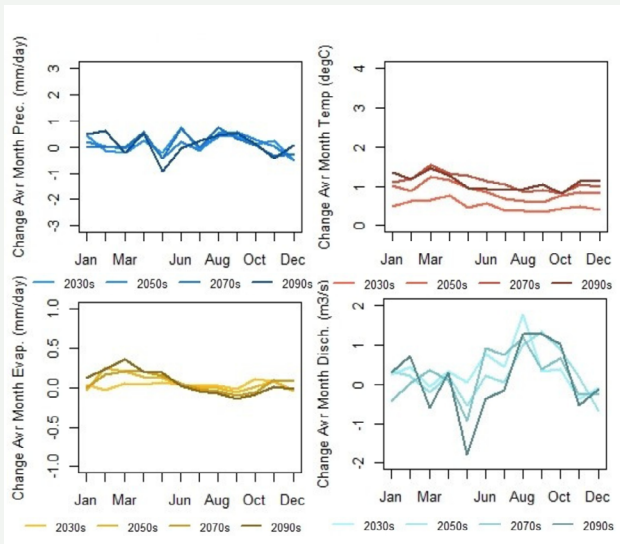 Change Avr Month Prec. (mm/day)
3
2
1
0
-1
-2
-3
Jan Mar Jun Aug Oct Dec
2030s 2050s 2070s 2090s
Change Avr Month Temp (degC)
4
3
2
1
0
Jan Mar Jun Aug Oct Dec
2030s 2050s 2070s 2090s
Change Avr Month Evap. (mm/day)
1.0
0.5
0.0
-0.5
-1.0
Jan Mar Jun Aug Oct Dec
2030s 2050s 2070s 2090s
Change Avr Month Disch. (m3/s)
2
1
0
-1
-2
Jan Mar Jun Aug Oct Dec
2030s 2050s 2070s 2090s